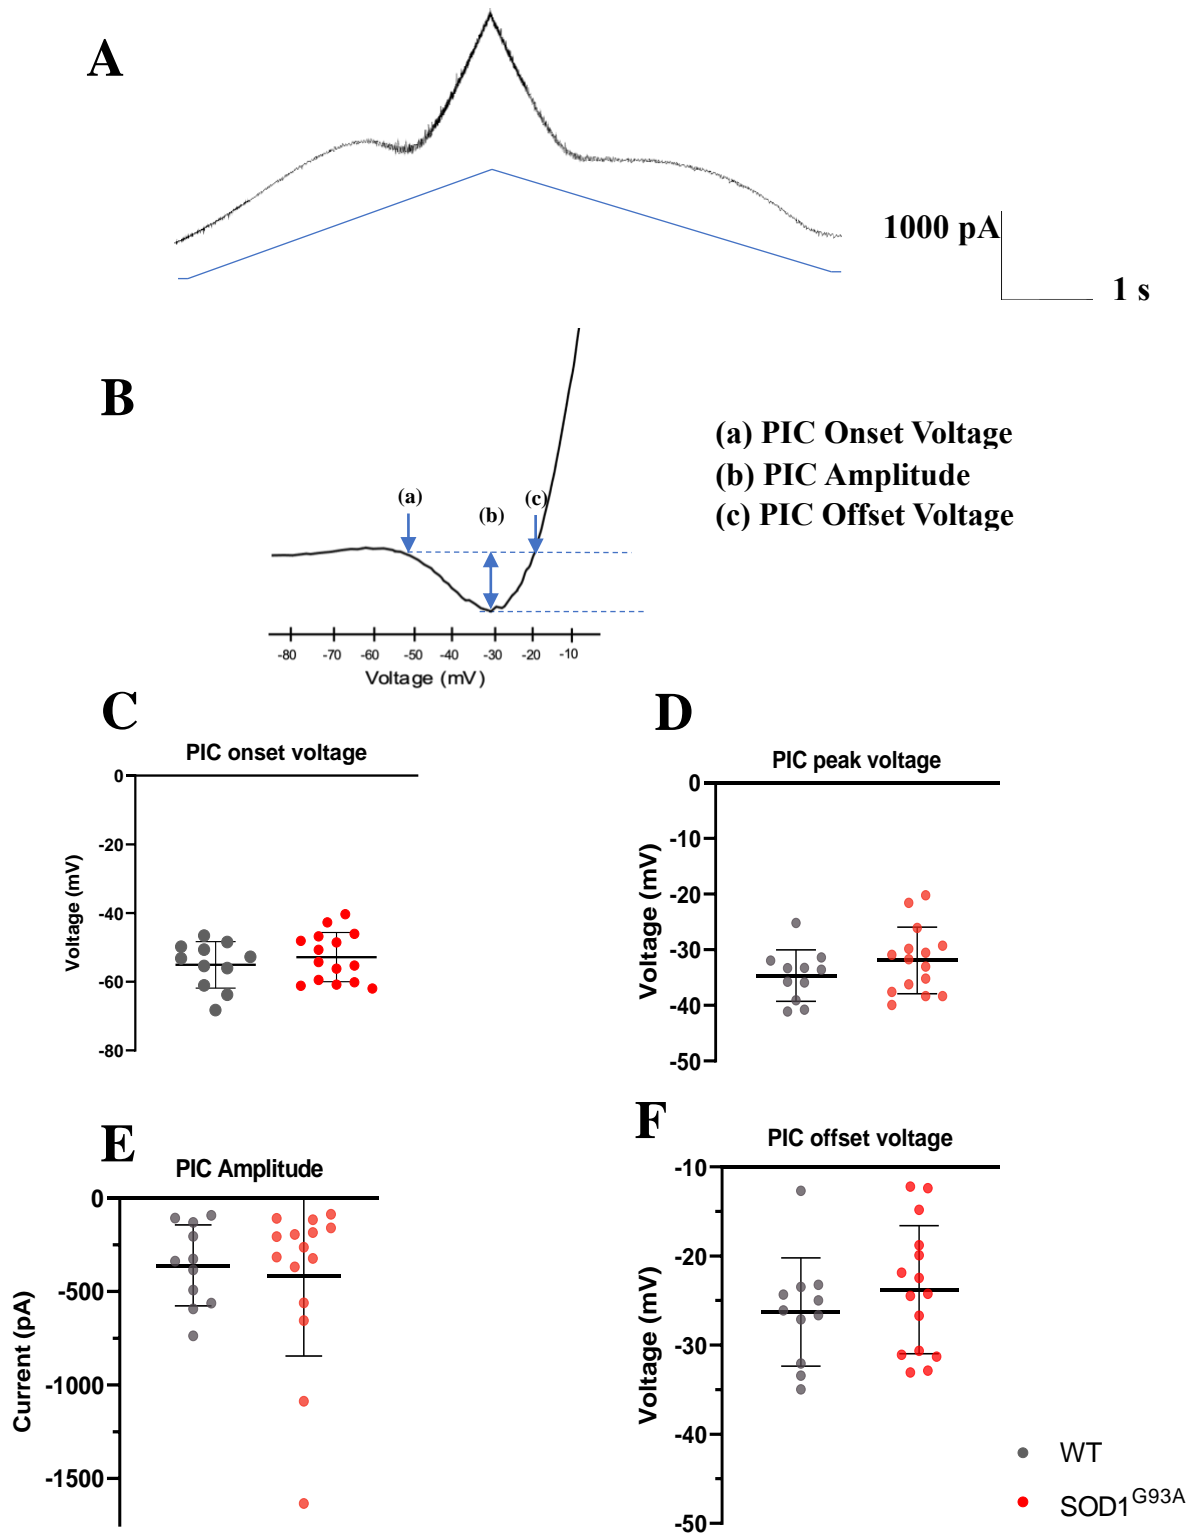 A
1000 pA
1 s
B
(a) PIC Onset Voltage
(b) PIC Amplitude
(c) PIC Offset Voltage
(a)
(b)
(c)
-80 -70 -60 -50 -40 -30 -20 -10
Voltage (mV)
C
PIC onset voltage
0
-20
-40
-60
-80
Voltage (mV)
D
PIC peak voltage
0
-10
-20
-30
-40
-50
Voltage (mV)
E
PIC Amplitude
0
-500
-1000
-1500
Current (pA)
F
PIC offset voltage
-10
-20
-30
-40
-50
Voltage (mV)
WT
SOD1G93A